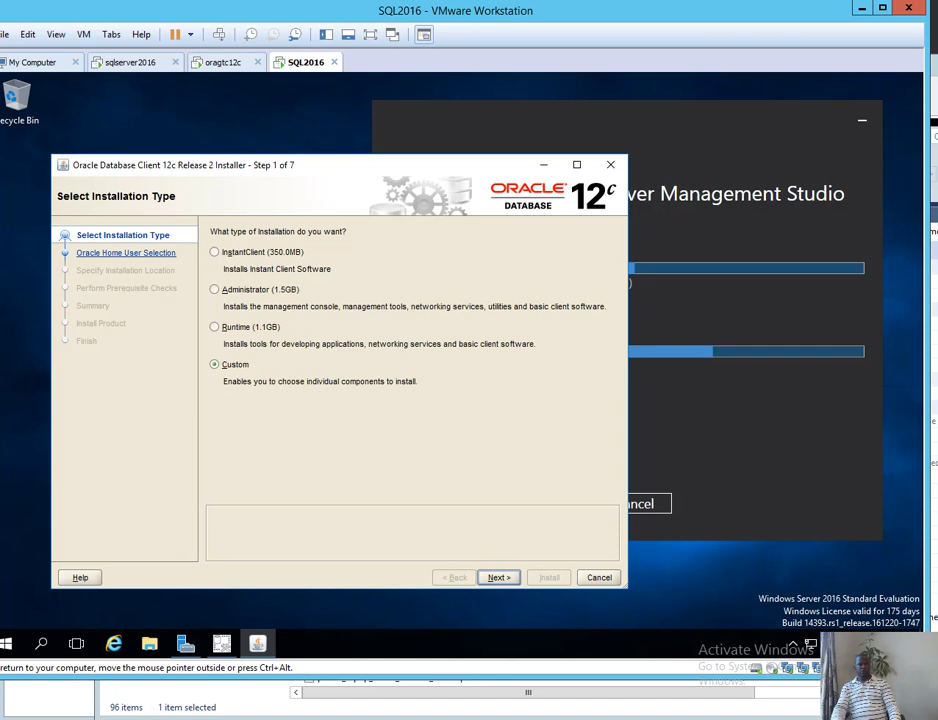 SQL2016 - VMware Workstation
ile Edit View VM Tabs Help
My Computer sqlserver2016 oragtc12c SQL2016
ecycle Bin
Oracle Database Client 12c Release 2 Installer - Step 1 of 7
Select Installation Type
ORACLE
DATABASE
12c
ver Management Studio
Select Installation Type
Oracle Home User Selection
Specify Installation Location
Perform Prerequisite Checks
Summary
Install Product
Finish
What type of Installation do you want?
InstantClient (350.0MB)
Installs Instant Client Software
Administrator (1.5GB)
Installs the management console, management tools, networking services, utilities and basic client software.
Runtime (1.1GB)
Installs tools for developing applications, networking services and basic client software.
Custom
Enables you to choose individual components to install.
)
ncel
Help < Back Next > Install Cancel
Windows Server 2016 Standard Evaluation
Windows License valid for 175 days
Build 14393.rs1_release.161220-1747
Activate Windows
Go to System
Windows.
return to your computer, move the mouse pointer outside or press Ctrl+Alt.
96 items 1 item selected